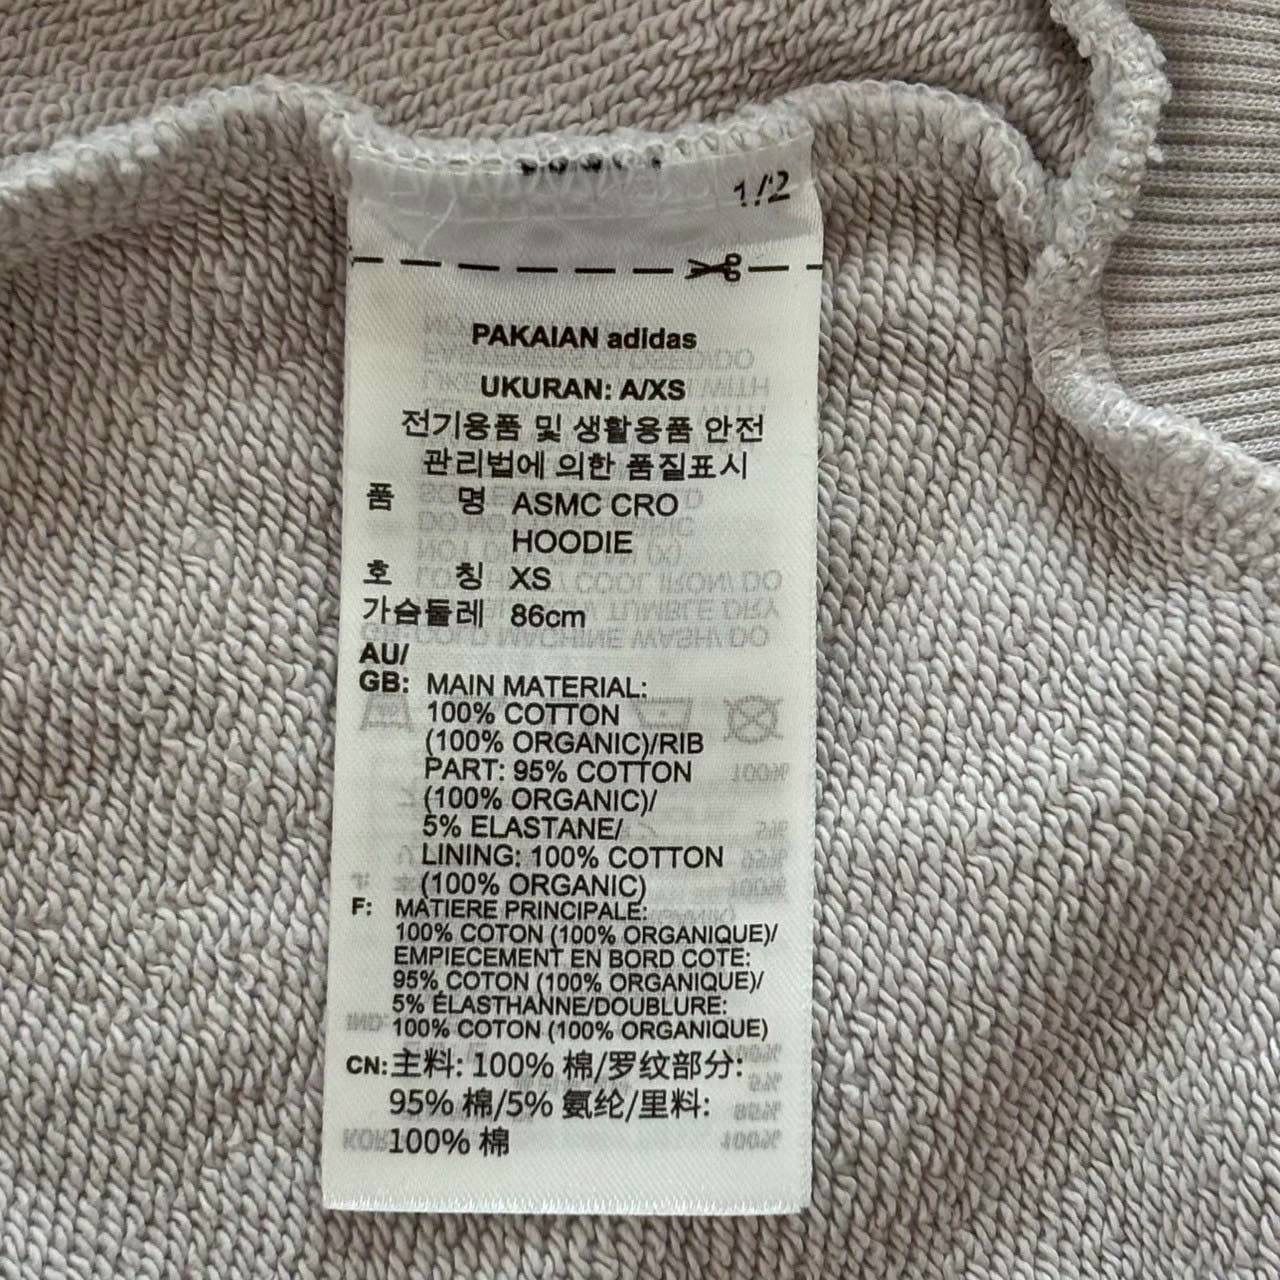 1/2
PAKAIAN adidas
UKURAN: A/XS
전기용품 및 생활용품 안전
관리법에 의한 품질표시
품 명 ASMC CRO
HOODIE
호 칭 XS
가슴둘레 86cm
AU/
GB: MAIN MATERIAL:
100% COTTON
(100% ORGANIC)/RIB
PART: 95% COTTON
(100% ORGANIC)/
5% ELASTANE/
LINING: 100% COTTON
(100% ORGANIC)
F: MATIERE PRINCIPALE:
100% COTON (100% ORGANIQUE)/
EMPIECEMENT EN BORD COTE:
95% COTON (100% ORGANIQUE)/
5% ÉLASTHANNE/DOUBLURE:
100% COTON (100% ORGANIQUE)
CN: 主料: 100% 棉/罗纹部分:
95% 棉/5% 氨纶/里料:
100% 棉